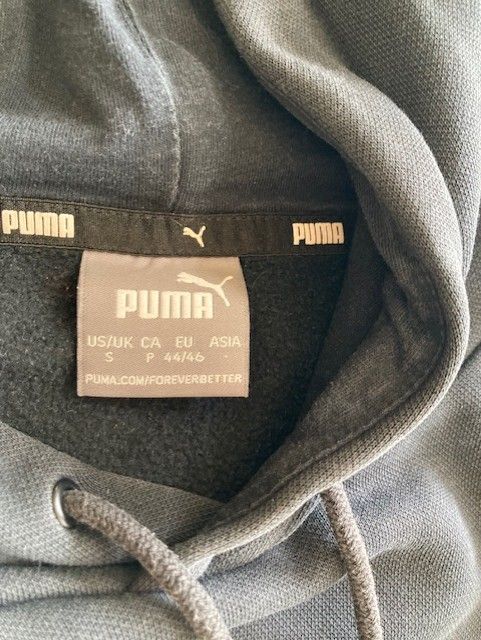 PUMA PUMA
PUMA
US/UK CA EU ASIA
S P 44/46 -
PUMA.COM/FOREVERBETTER